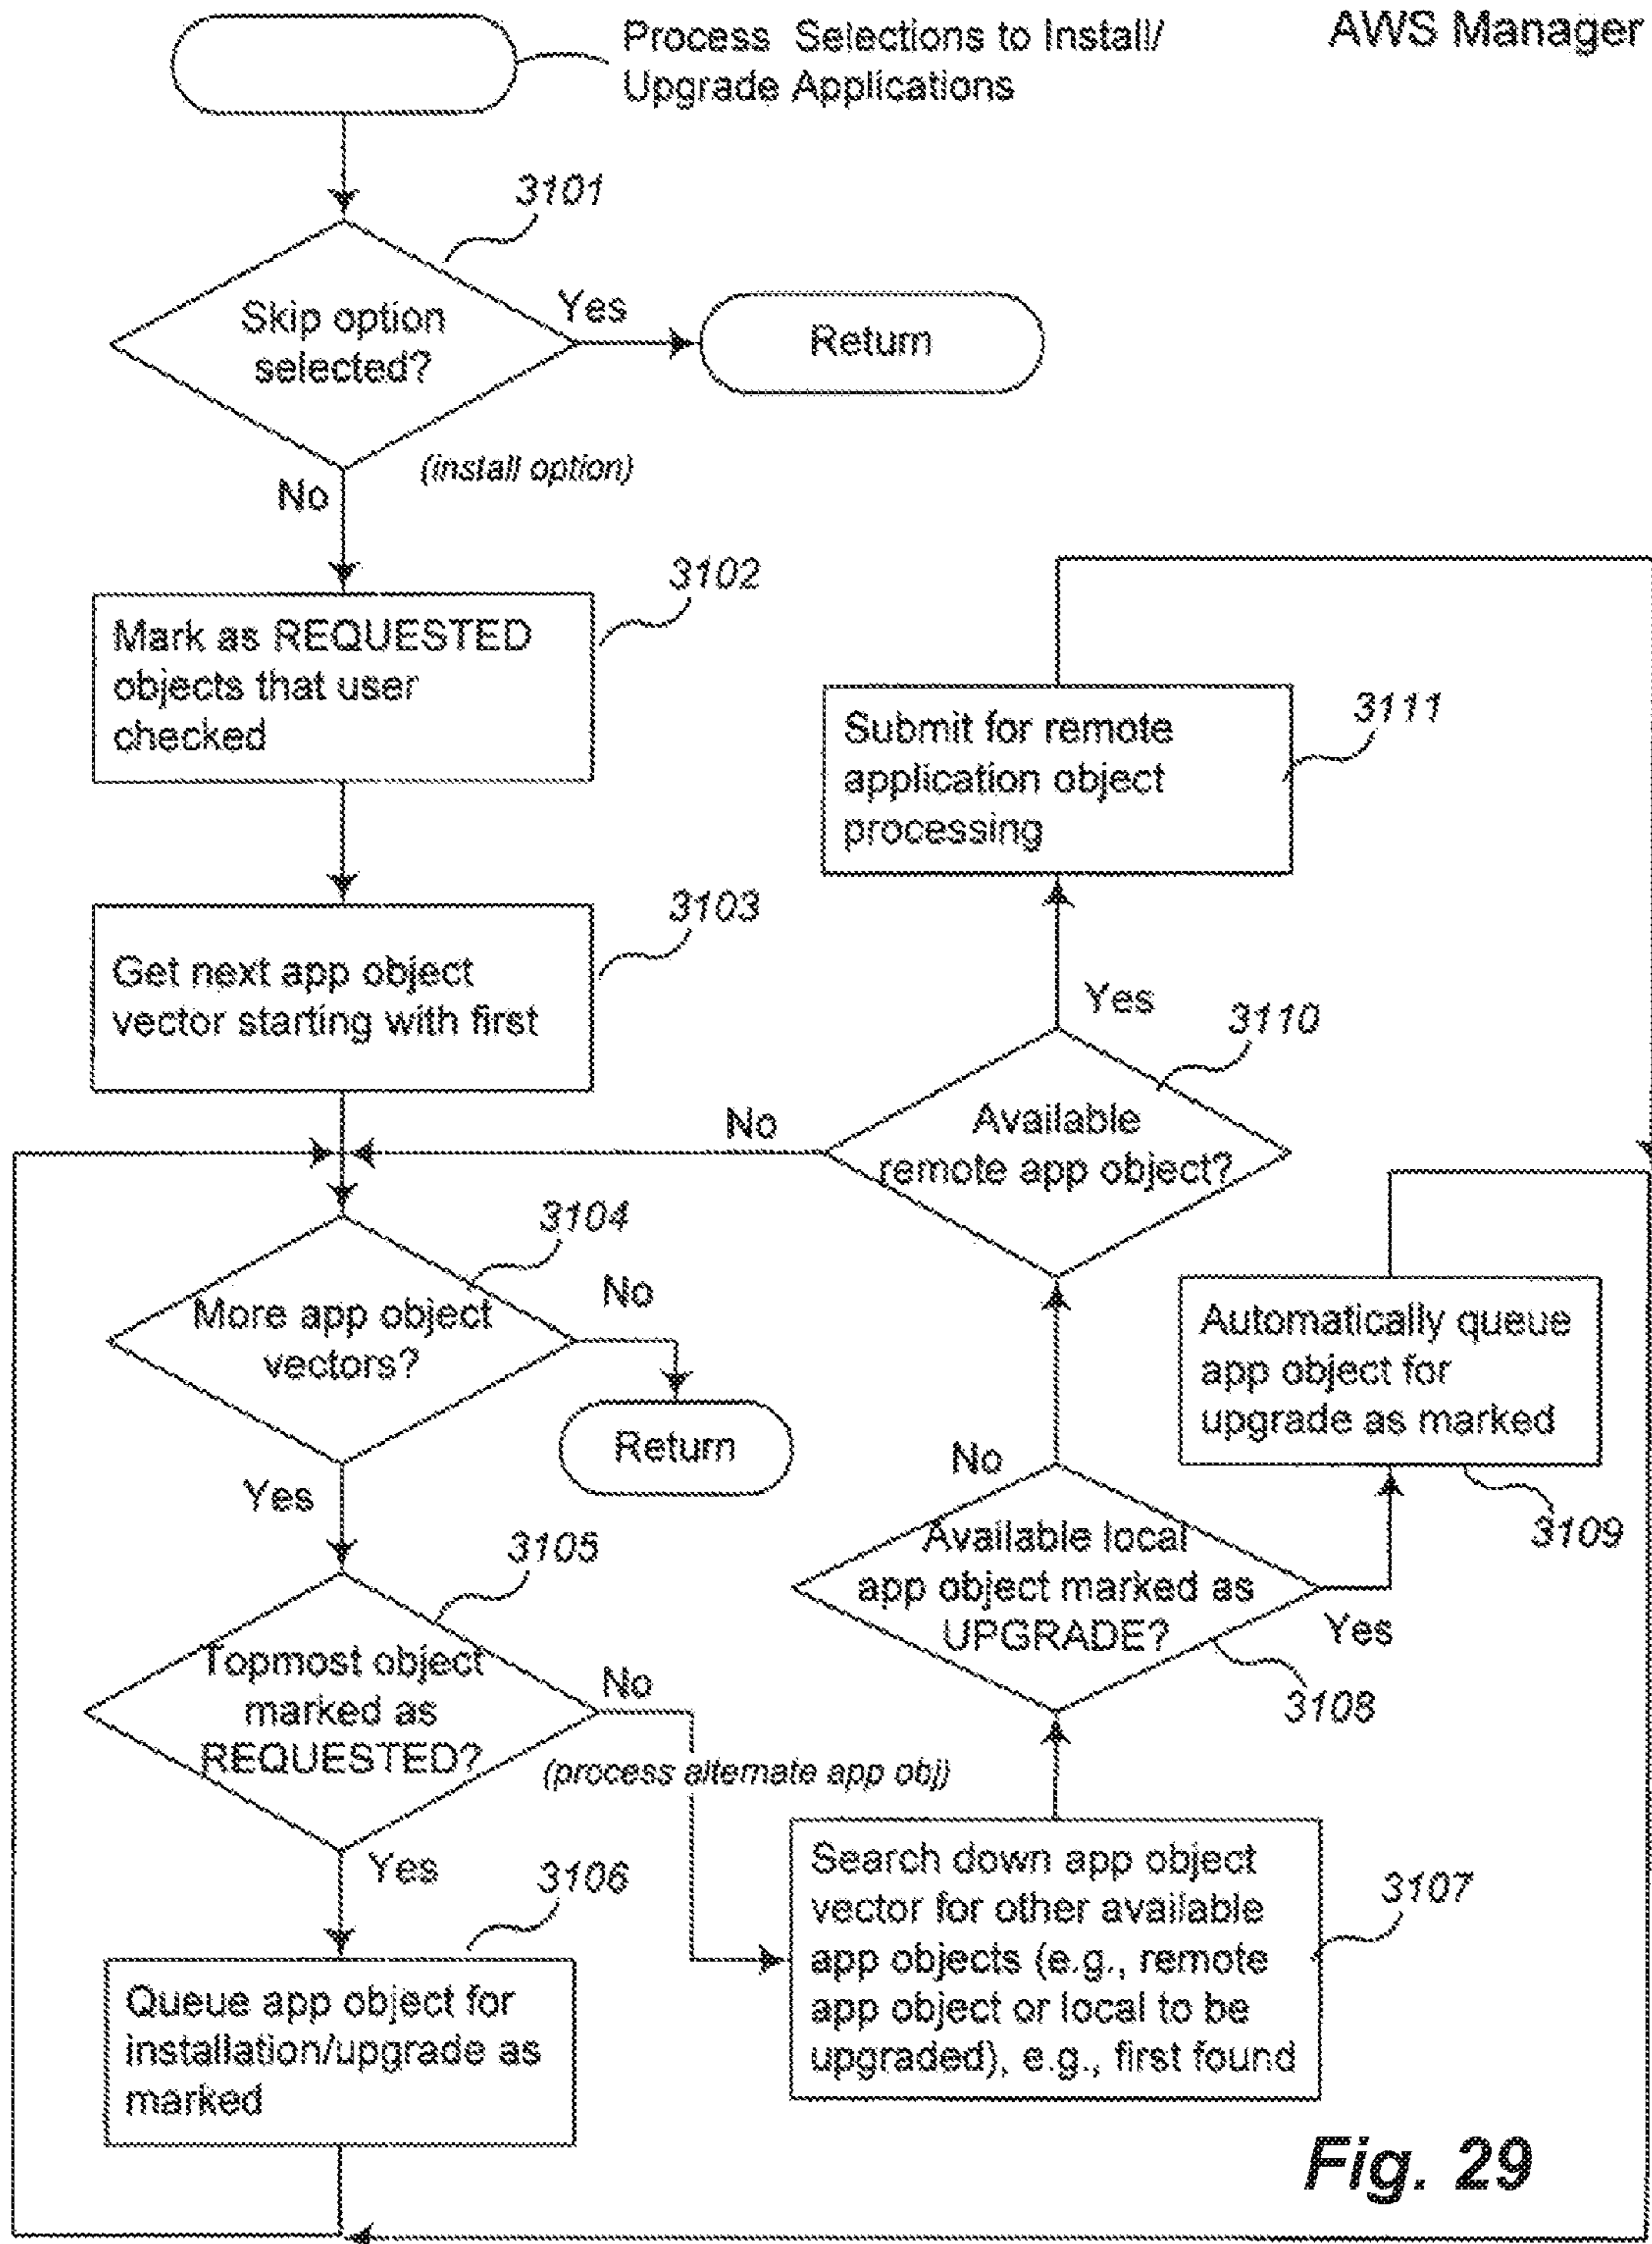 Process Selections to Install/
Upgrade Applications
AWS Manager
3101
Skip option
selected?
Yes
Return
(install option)
No
3102
Mark as REQUESTED
objects that user
checked
3111
Submit for remote
application object
processing
3103
Get next app object
vector starting with first
Yes
3110
No
Available
remote app object?
3104
More app object
vectors?
No
Return
Yes
Automatically queue
app object for
upgrade as marked
3109
No
Available local
app object marked as
UPGRADE?
Yes
3108
3105
Topmost object
marked as
REQUESTED?
No
(process alternate app obj)
Yes
3106
Queue app object for
installation/upgrade as
marked
3107
Search down app object
vector for other available
app objects (e.g., remote
app object or local to be
upgraded), e.g., first found
Fig. 29